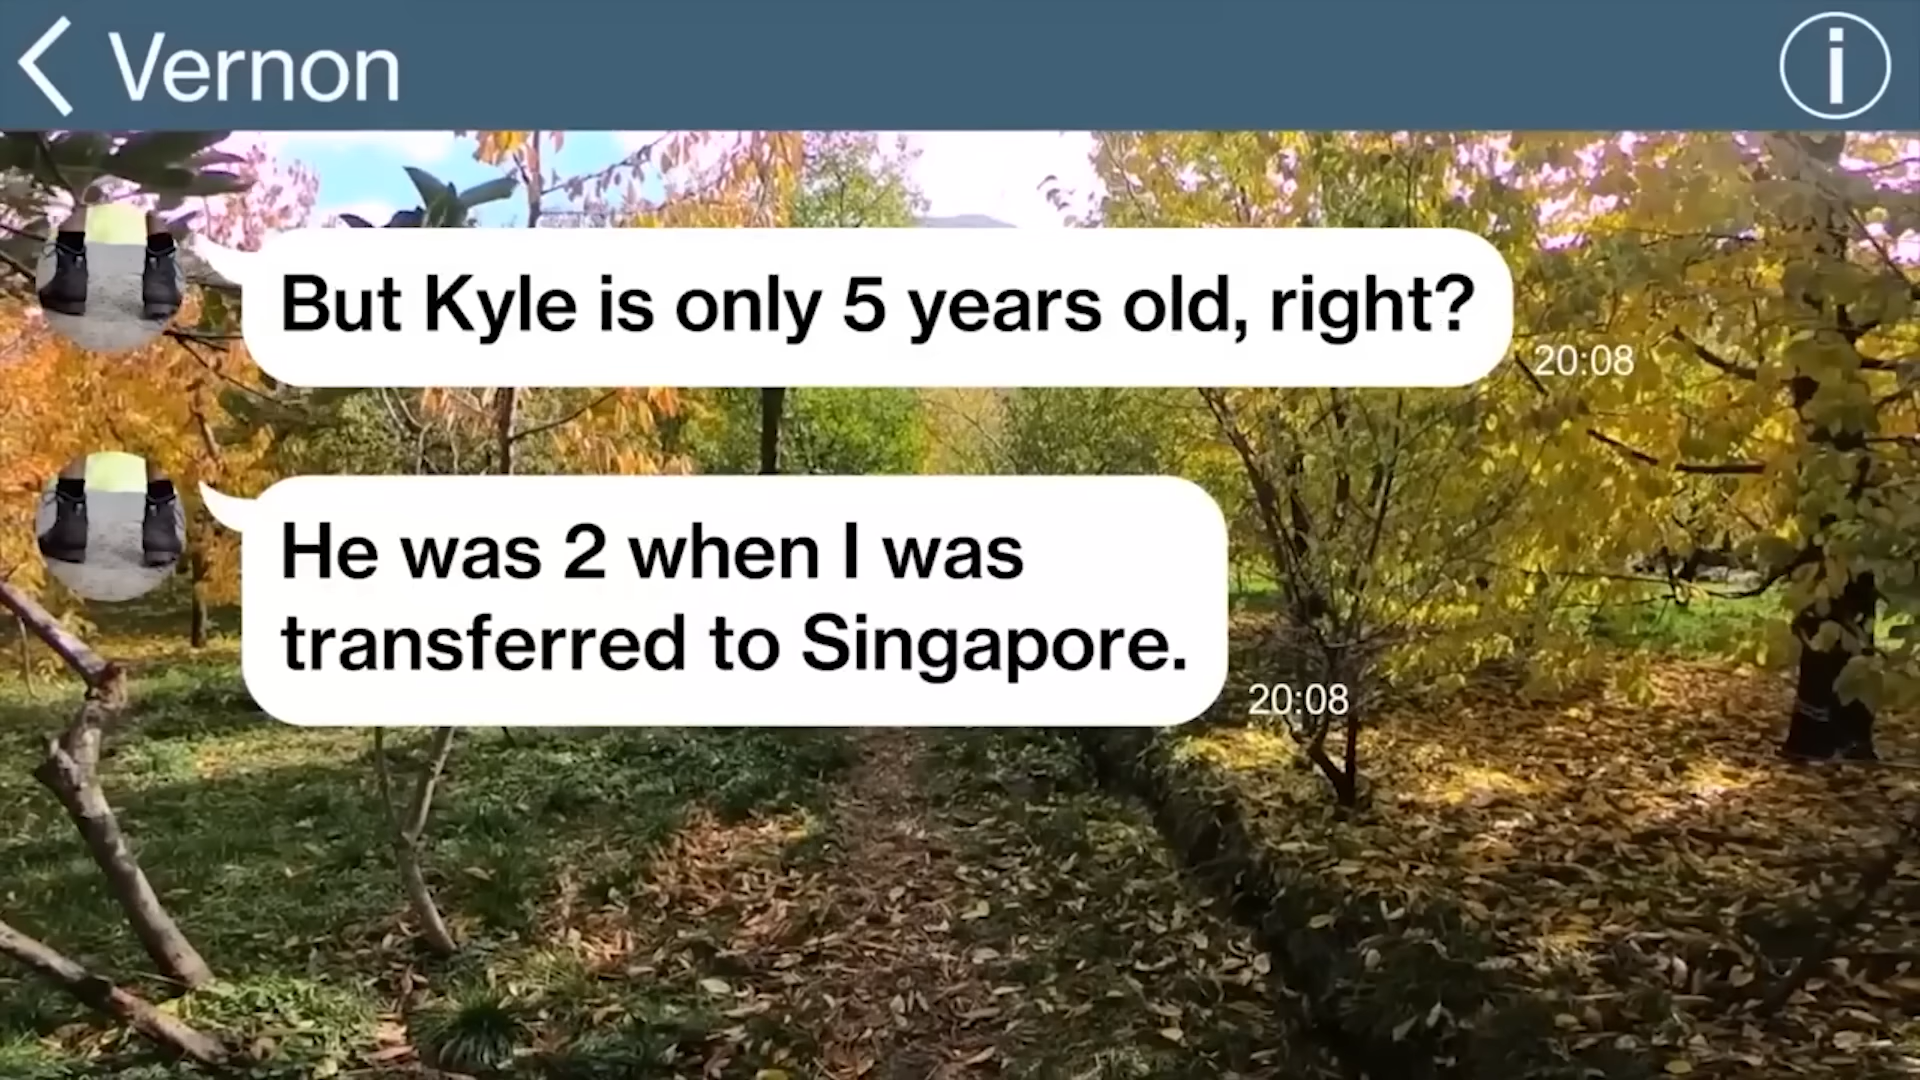 Vernon
But Kyle is only 5 years old, right?
20:08
He was 2 when I was
transferred to Singapore.
20:08